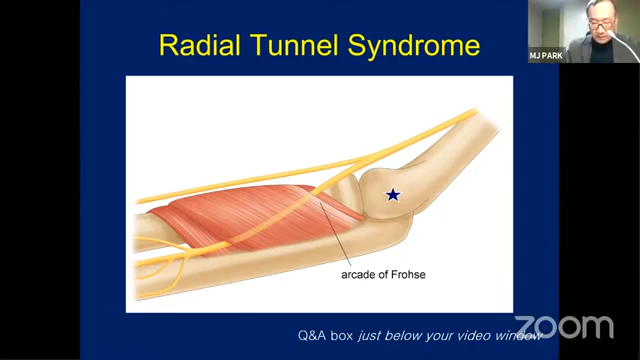 Radial Tunnel Syndrome
MJ PARK
arcade of Frohse
zoom
Q&A box just below your video window